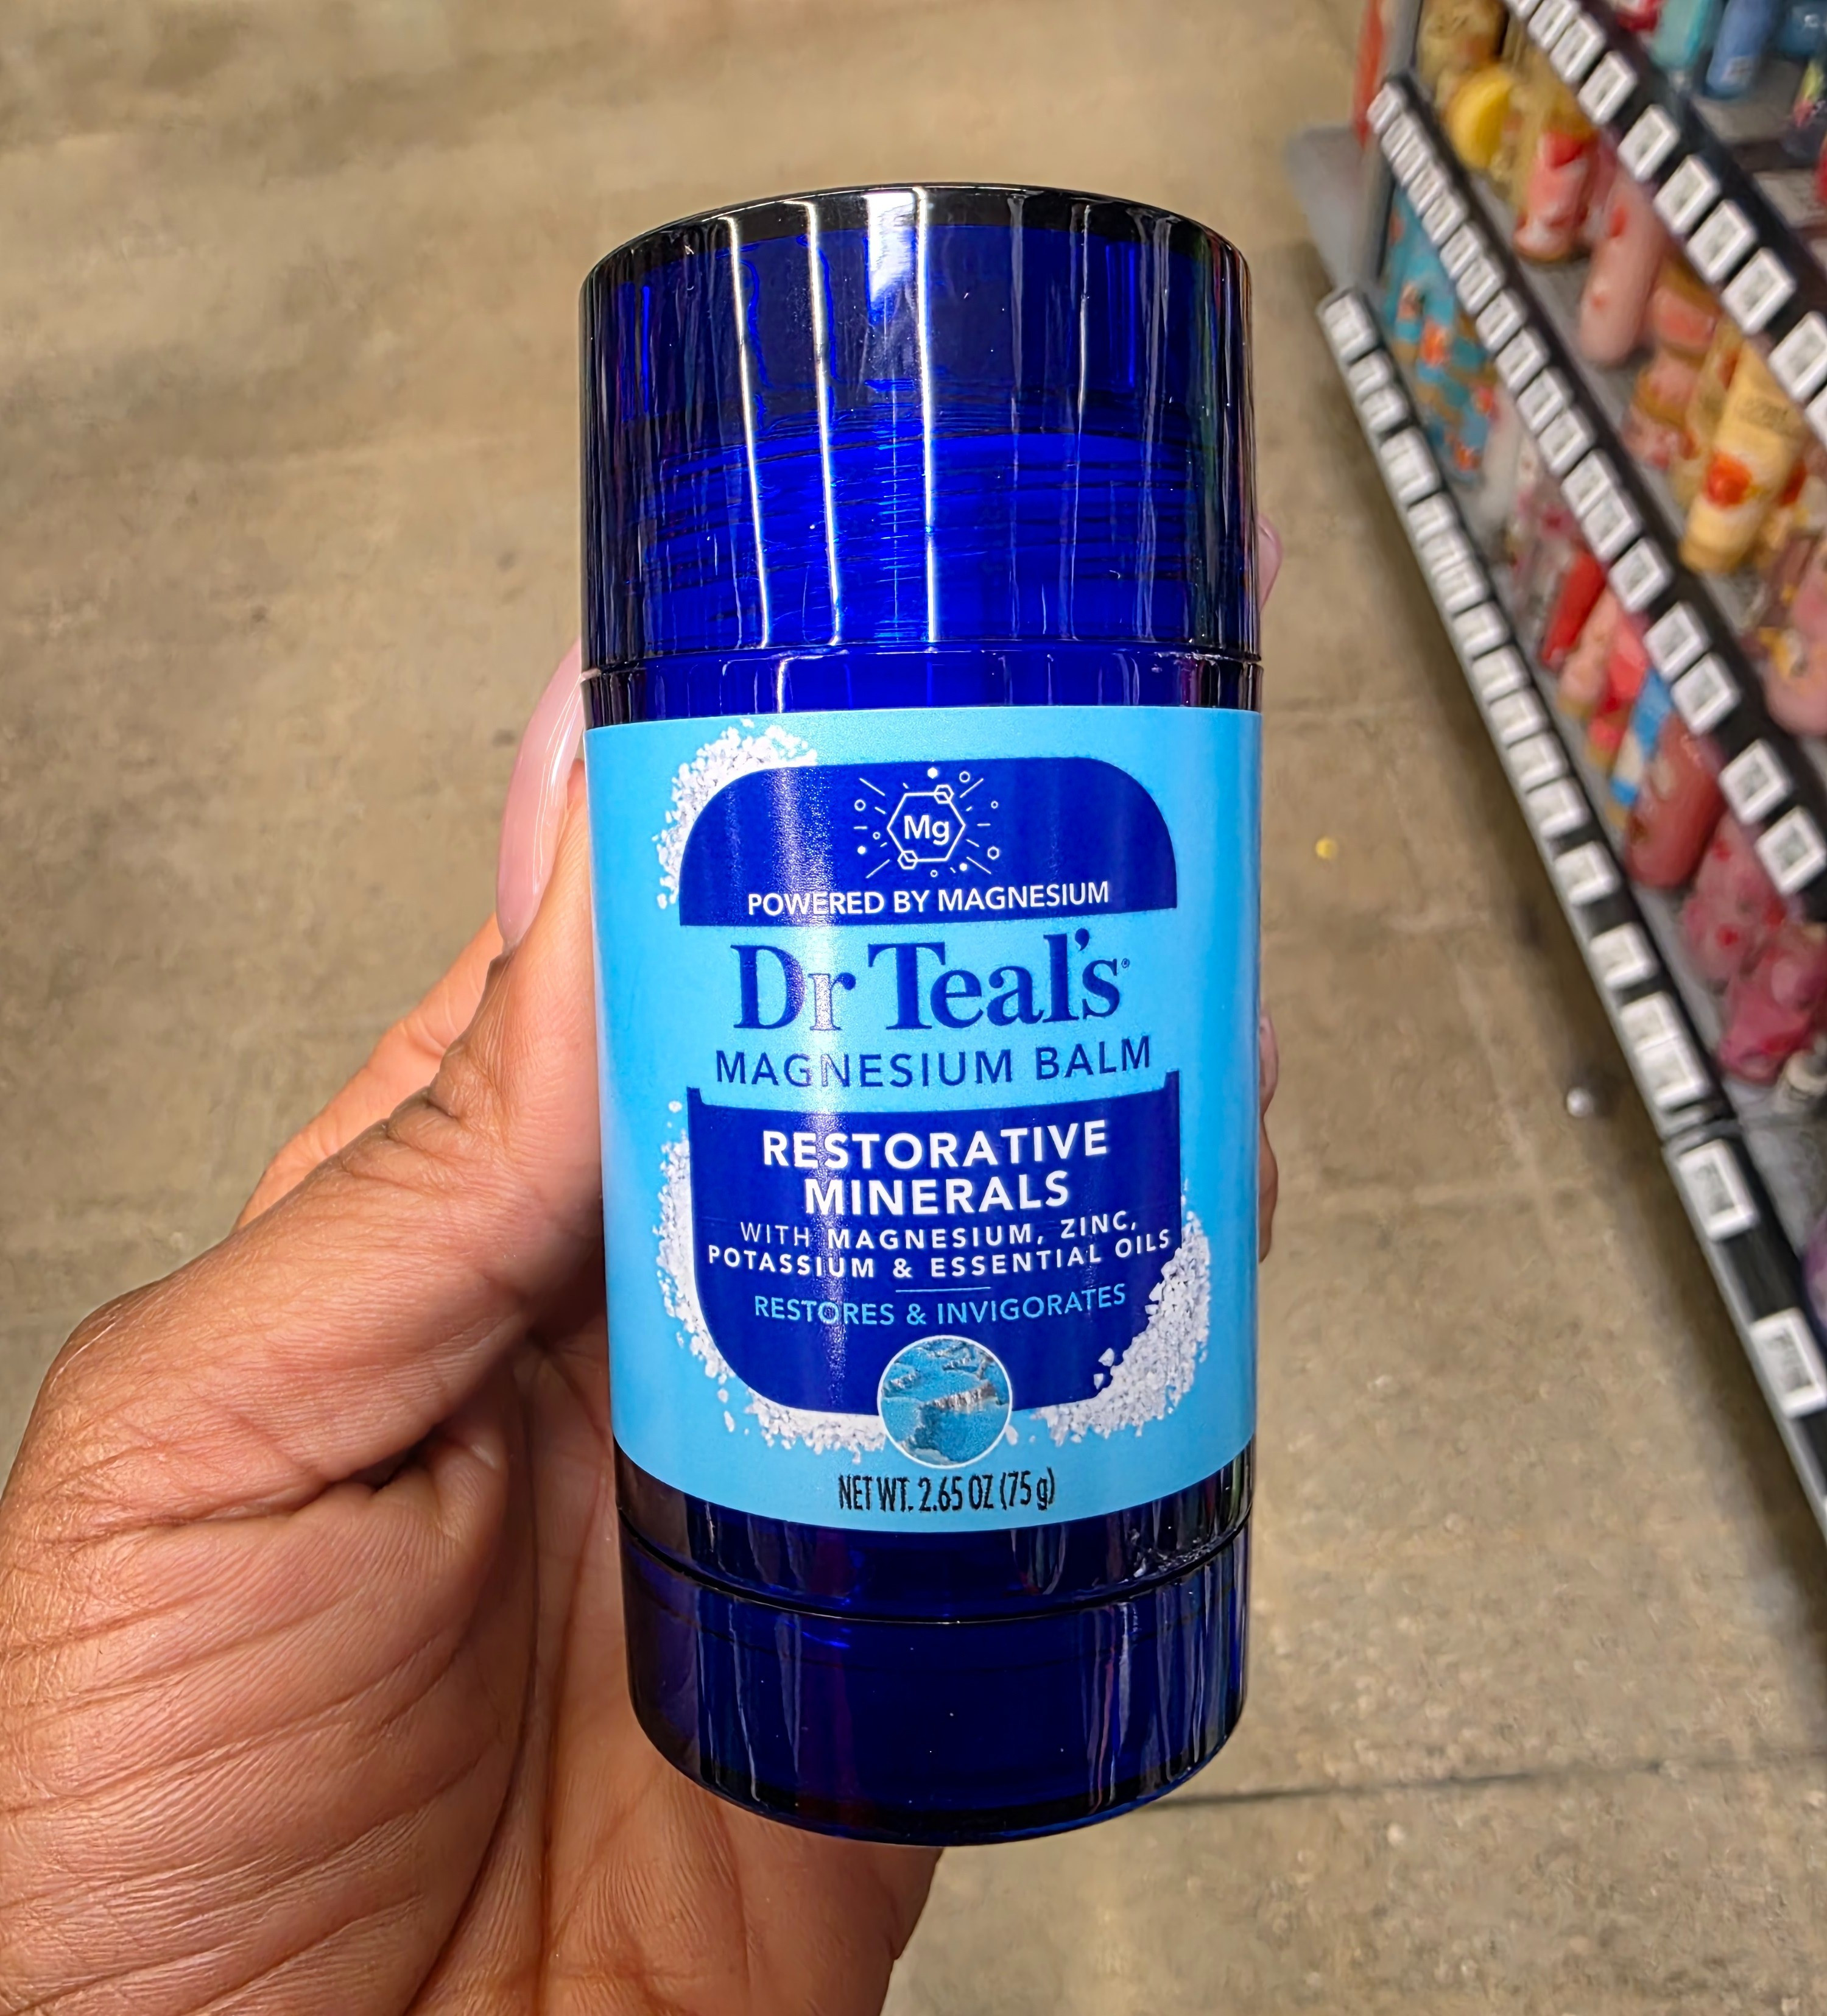 Mg
POWERED BY MAGNESIUM
Dr Teal's®
MAGNESIUM BALM
RESTORATIVE
MINERALS
WITH MAGNESIUM, ZINC,
POTASSIUM & ESSENTIAL OILS
RESTORES & INVIGORATES
NET WT. 2.65 OZ (75 g)